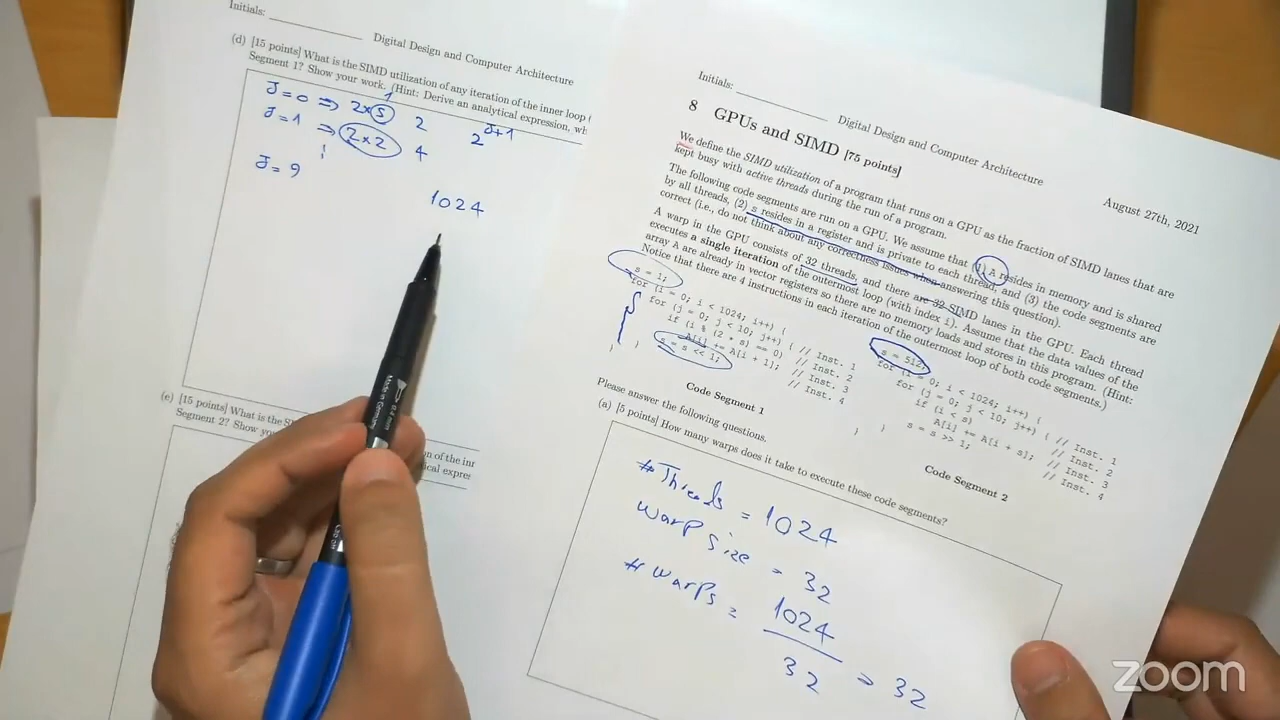 Initials:
Digital Design and Computer Architecture
(d) [15 points] What is the SIMD utilization of any iteration of the inner loop (
Segment 1? Show your work. (Hint: Derive an analytical expression, wh
J=0 => 2×S 1 2 2^J+1
J=1 => 2×2 4
⋮
J=9
1024
(e) [15 points] What is the SI
on of the inr
Segment 2? Show you
ical expres
Initials:
Digital Design and Computer Architecture
August 27th, 2021
8 GPUs and SIMD [75 points]
We define the SIMD utilization of a program that runs on a GPU as the fraction of SIMD lanes that are
kept busy with active threads during the run of a program.
The following code segments are run on a GPU. We assume that (1) A resides in memory and is shared
by all threads, (2) s resides in a register and is private to each thread, and (3) the code segments are
correct (i.e., do not think about any correctness issues when answering this question).
A warp in the GPU consists of 32 threads, and there are 32 SIMD lanes in the GPU. Each thread
executes a single iteration of the outermost loop (with index i). Assume that the data values of the
array A are already in vector registers so there are no memory loads and stores in this program. (Hint:
Notice that there are 4 instructions in each iteration of the outermost loop of both code segments.)
s = 1;
for (i = 0; i < 1024; i++) {
for (j = 0; j < 10; j++) { // Inst. 1
if (i % (2 * s) == 0) // Inst. 2
A[i] += A[i + 1]; // Inst. 3
s = s << 1; // Inst. 4
} }
Code Segment 1
s = 512;
for (i = 0; i < 1024; i++) {
for (j = 0; j < 10; j++) { // Inst. 1
if (i < s) // Inst. 2
A[i] += A[i + s]; // Inst. 3
s = s >> 1; // Inst. 4
} }
Code Segment 2
Please answer the following questions.
(a) [5 points] How many warps does it take to execute these code segments?
# Threads = 1024
warp size = 32
# warps = 1024
32 => 32
zoom